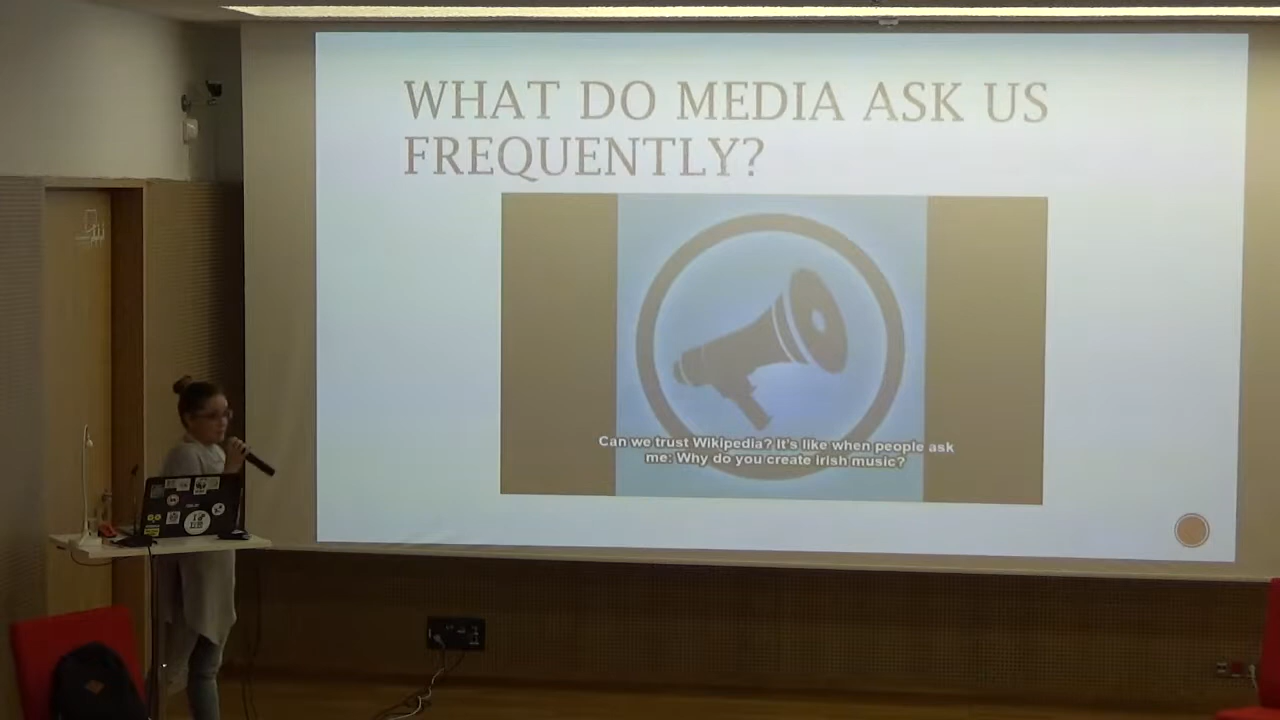 WHAT DO MEDIA ASK US
FREQUENTLY?
Can we trust Wikipedia? It's like when people ask
me: Why do you create Irish music?